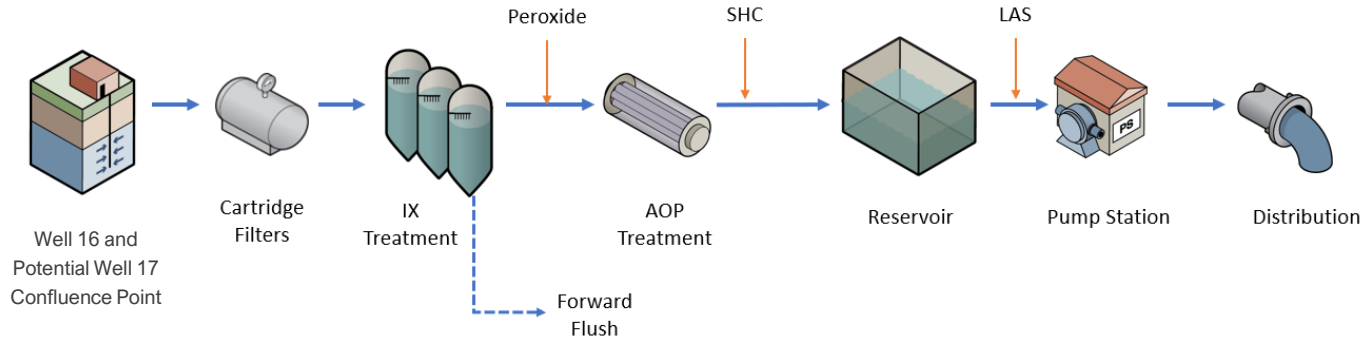 Peroxide
SHC
LAS
PS
Well 16 and
Potential Well 17
Confluence Point
Cartridge
Filters
IX
Treatment
AOP
Treatment
Reservoir
Pump Station
Distribution
Forward
Flush